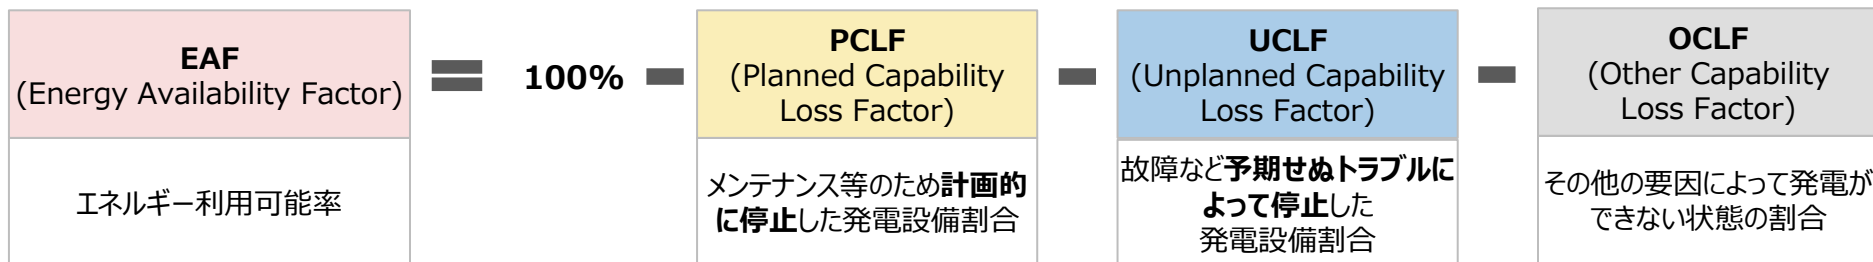 EAF
(Energy Availability Factor)
エネルギー利用可能率
=
100%
-
PCLF
(Planned Capability
Loss Factor)
メンテナンス等のため計画的
に停止した発電設備割合
-
UCLF
(Unplanned Capability
Loss Factor)
故障など予期せぬトラブルに
よって停止した
発電設備割合
-
OCLF
(Other Capability
Loss Factor)
その他の要因によって発電が
できない状態の割合